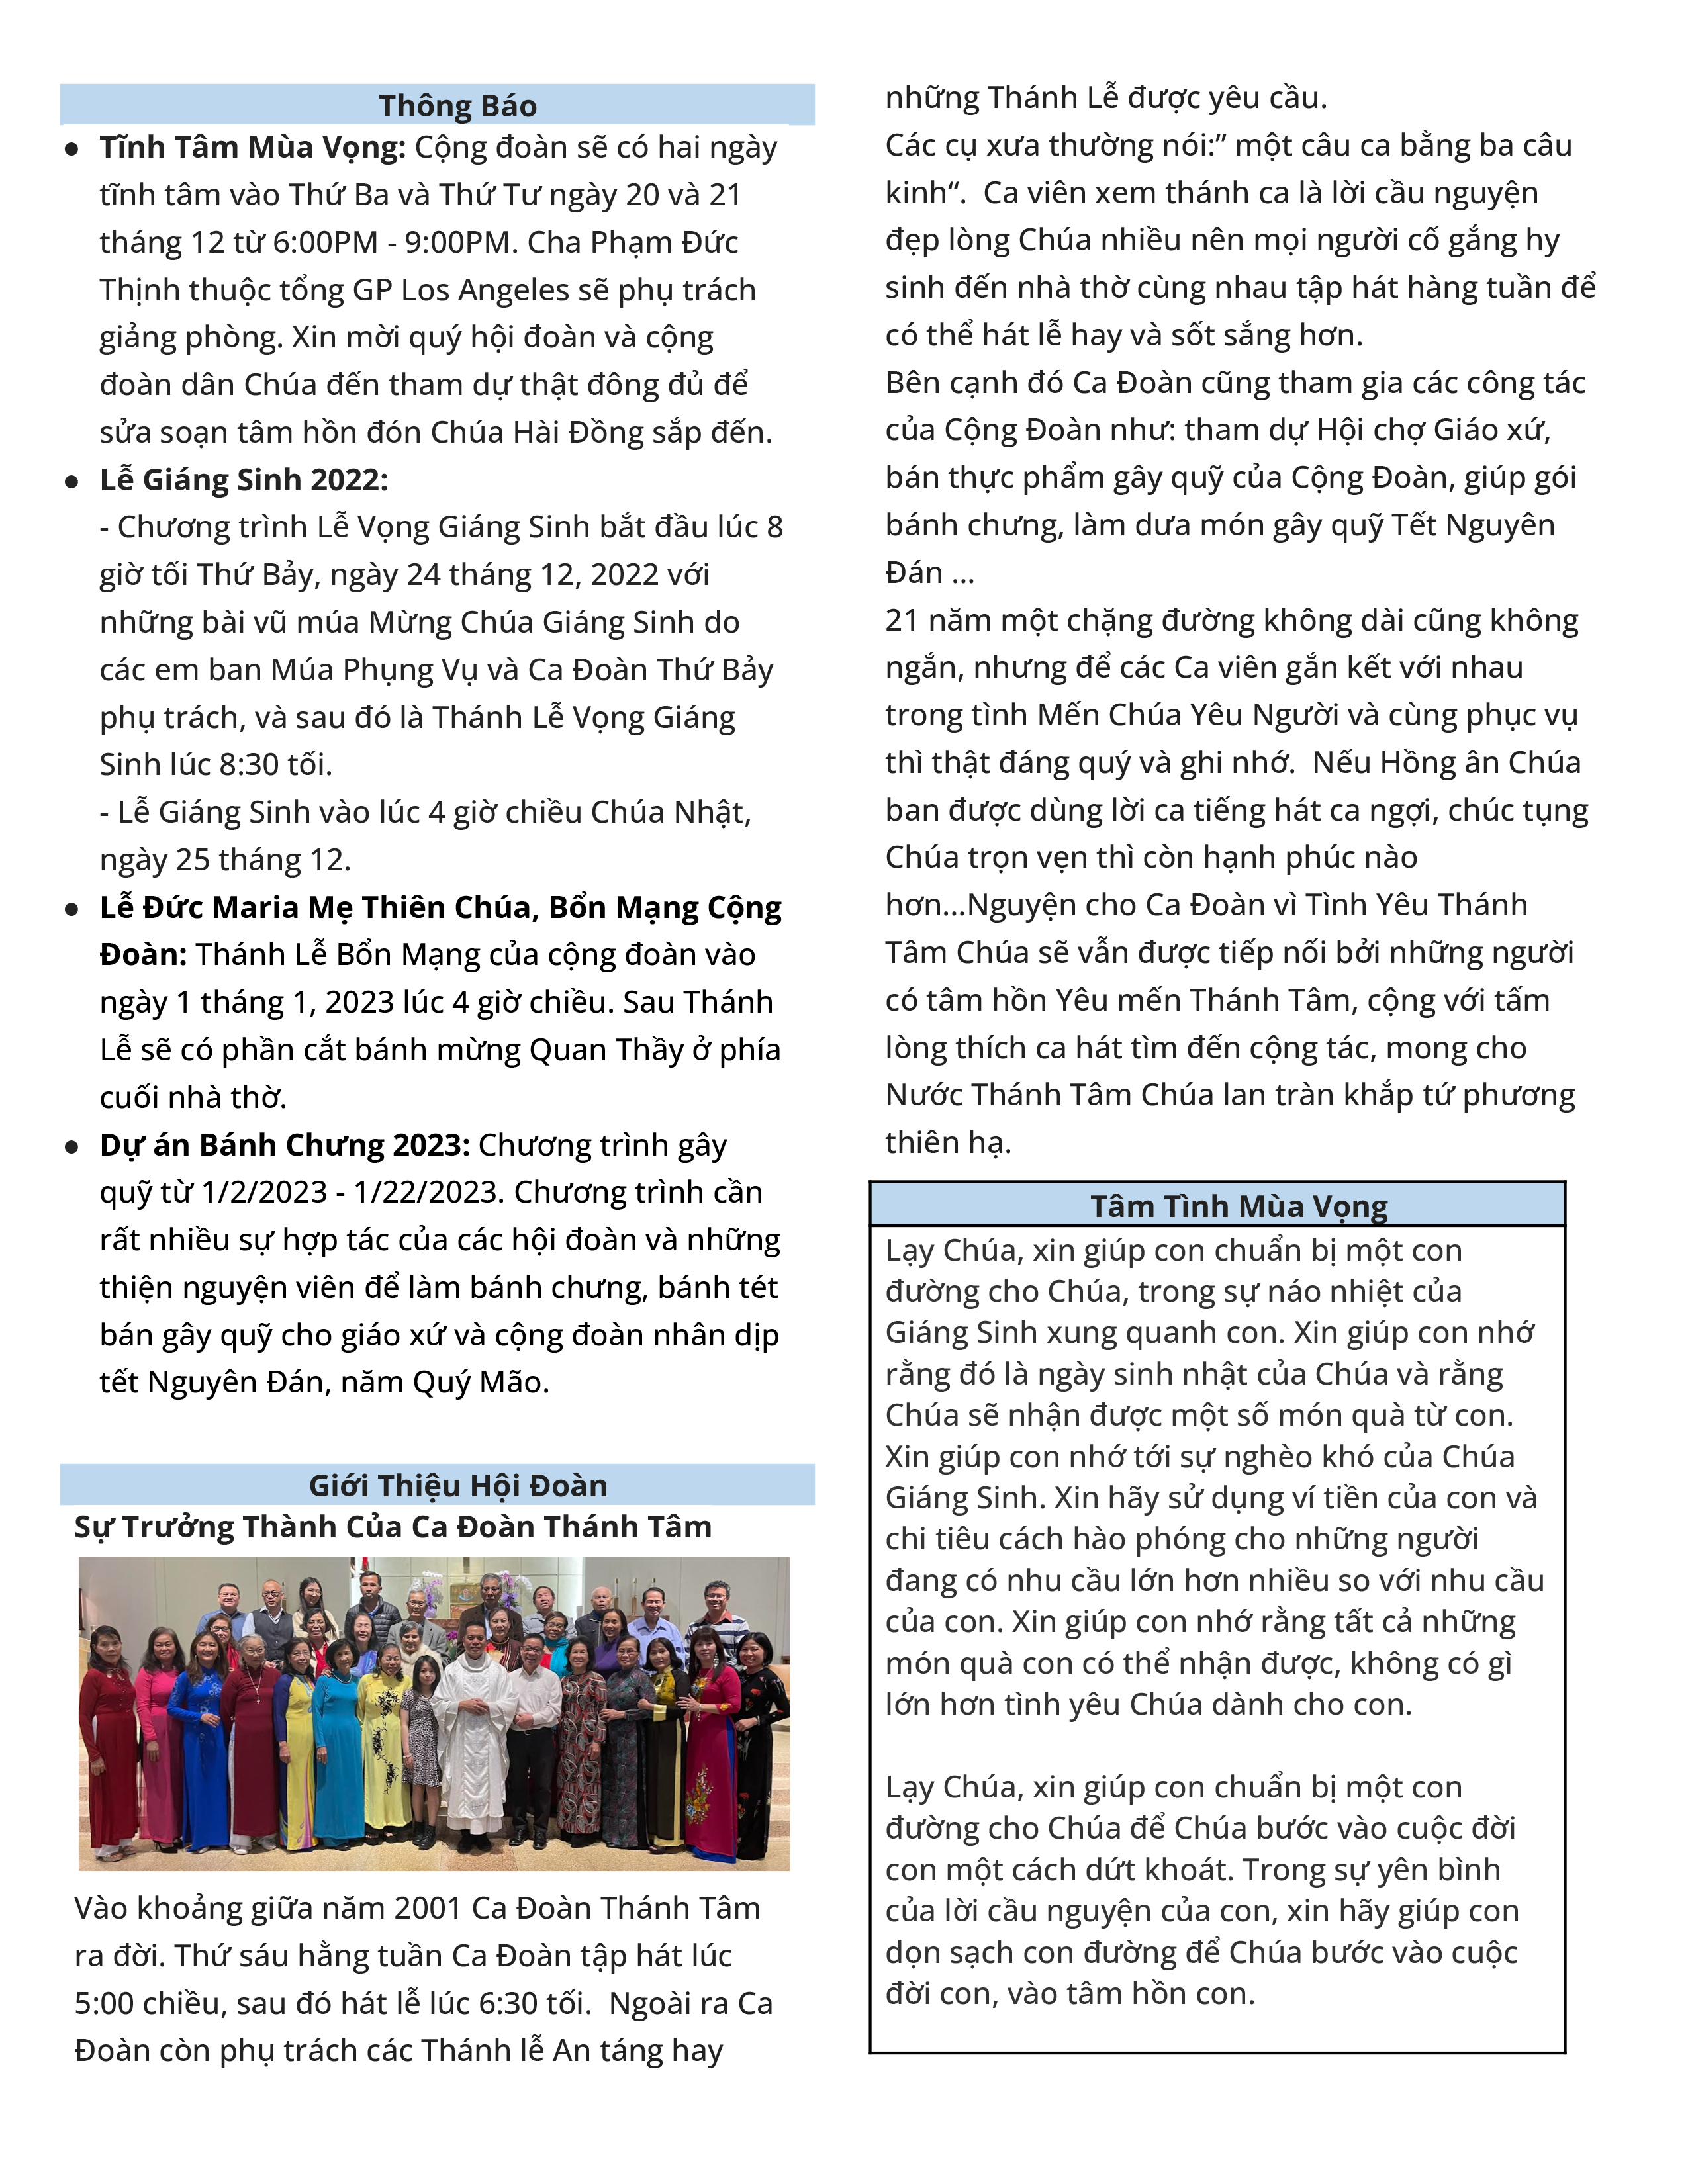 Thông Báo
● Tĩnh Tâm Mùa Vọng: Cộng đoàn sẽ có hai ngày
tĩnh tâm vào Thứ Ba và Thứ Tư ngày 20 và 21
tháng 12 từ 6:00PM - 9:00PM. Cha Phạm Đức
Thịnh thuộc tổng GP Los Angeles sẽ phụ trách
giảng phòng. Xin mời quý hội đoàn và cộng
đoàn dân Chúa đến tham dự thật đông đủ để
sửa soạn tâm hồn đón Chúa Hài Đồng sắp đến.
● Lễ Giáng Sinh 2022:
- Chương trình Lễ Vọng Giáng Sinh bắt đầu lúc 8
giờ tối Thứ Bảy, ngày 24 tháng 12, 2022 với
những bài vũ múa Mừng Chúa Giáng Sinh do
các em ban Múa Phụng Vụ và Ca Đoàn Thứ Bảy
phụ trách, và sau đó là Thánh Lễ Vọng Giáng
Sinh lúc 8:30 tối.
- Lễ Giáng Sinh vào lúc 4 giờ chiều Chúa Nhật,
ngày 25 tháng 12.
● Lễ Đức Maria Mẹ Thiên Chúa, Bổn Mạng Cộng
Đoàn: Thánh Lễ Bổn Mạng của cộng đoàn vào
ngày 1 tháng 1, 2023 lúc 4 giờ chiều. Sau Thánh
Lễ sẽ có phần cắt bánh mừng Quan Thầy ở phía
cuối nhà thờ.
● Dự án Bánh Chưng 2023: Chương trình gây
quỹ từ 1/2/2023 - 1/22/2023. Chương trình cần
rất nhiều sự hợp tác của các hội đoàn và những
thiện nguyện viên để làm bánh chưng, bánh tét
bán gây quỹ cho giáo xứ và cộng đoàn nhân dịp
tết Nguyên Đán, năm Quý Mão.
Giới Thiệu Hội Đoàn
Sự Trưởng Thành Của Ca Đoàn Thánh Tâm
Vào khoảng giữa năm 2001 Ca Đoàn Thánh Tâm
ra đời. Thứ sáu hằng tuần Ca Đoàn tập hát lúc
5:00 chiều, sau đó hát lễ lúc 6:30 tối.  Ngoài ra Ca
Đoàn còn phụ trách các Thánh lễ An táng hay
những Thánh Lễ được yêu cầu.
Các cụ xưa thường nói:” một câu ca bằng ba câu
kinh“.  Ca viên xem thánh ca là lời cầu nguyện
đẹp lòng Chúa nhiều nên mọi người cố gắng hy
sinh đến nhà thờ cùng nhau tập hát hàng tuần để
có thể hát lễ hay và sốt sắng hơn.
Bên cạnh đó Ca Đoàn cũng tham gia các công tác
của Cộng Đoàn như: tham dự Hội chợ Giáo xứ,
bán thực phẩm gây quỹ của Cộng Đoàn, giúp gói
bánh chưng, làm dưa món gây quỹ Tết Nguyên
Đán ...
21 năm một chặng đường không dài cũng không
ngắn, nhưng để các Ca viên gắn kết với nhau
trong tình Mến Chúa Yêu Người và cùng phục vụ
thì thật đáng quý và ghi nhớ.  Nếu Hồng ân Chúa
ban được dùng lời ca tiếng hát ca ngợi, chúc tụng
Chúa trọn vẹn thì còn hạnh phúc nào
hơn...Nguyện cho Ca Đoàn vì Tình Yêu Thánh
Tâm Chúa sẽ vẫn được tiếp nối bởi những người
có tâm hồn Yêu mến Thánh Tâm, cộng với tấm
lòng thích ca hát tìm đến cộng tác, mong cho
Nước Thánh Tâm Chúa lan tràn khắp tứ phương
thiên hạ.
Tâm Tình Mùa Vọng
Lạy Chúa, xin giúp con chuẩn bị một con
đường cho Chúa, trong sự náo nhiệt của
Giáng Sinh xung quanh con. Xin giúp con nhớ
rằng đó là ngày sinh nhật của Chúa và rằng
Chúa sẽ nhận được một số món quà từ con.
Xin giúp con nhớ tới sự nghèo khó của Chúa
Giáng Sinh. Xin hãy sử dụng ví tiền của con và
chi tiêu cách hào phóng cho những người
đang có nhu cầu lớn hơn nhiều so với nhu cầu
của con. Xin giúp con nhớ rằng tất cả những
món quà con có thể nhận được, không có gì
lớn hơn tình yêu Chúa dành cho con.
Lạy Chúa, xin giúp con chuẩn bị một con
đường cho Chúa để Chúa bước vào cuộc đời
con một cách dứt khoát. Trong sự yên bình
của lời cầu nguyện của con, xin hãy giúp con
dọn sạch con đường để Chúa bước vào cuộc
đời con, vào tâm hồn con.